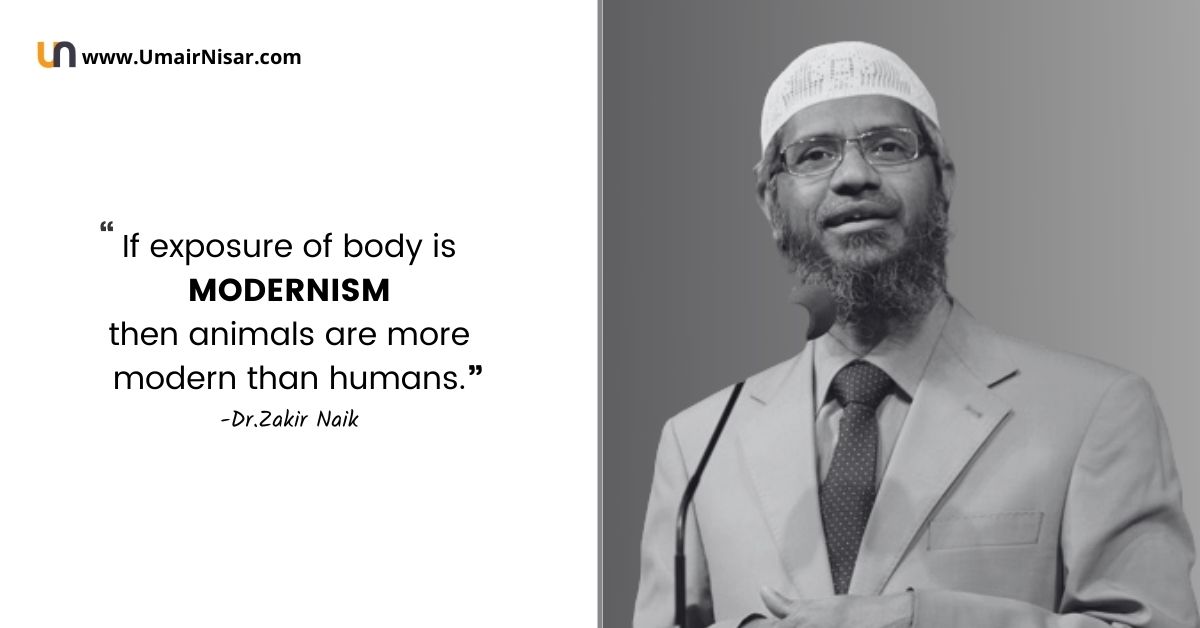 un www.UmairNisar.com
“ If exposure of body is
MODERNISM
then animals are more
modern than humans.”
-Dr.Zakir Naik